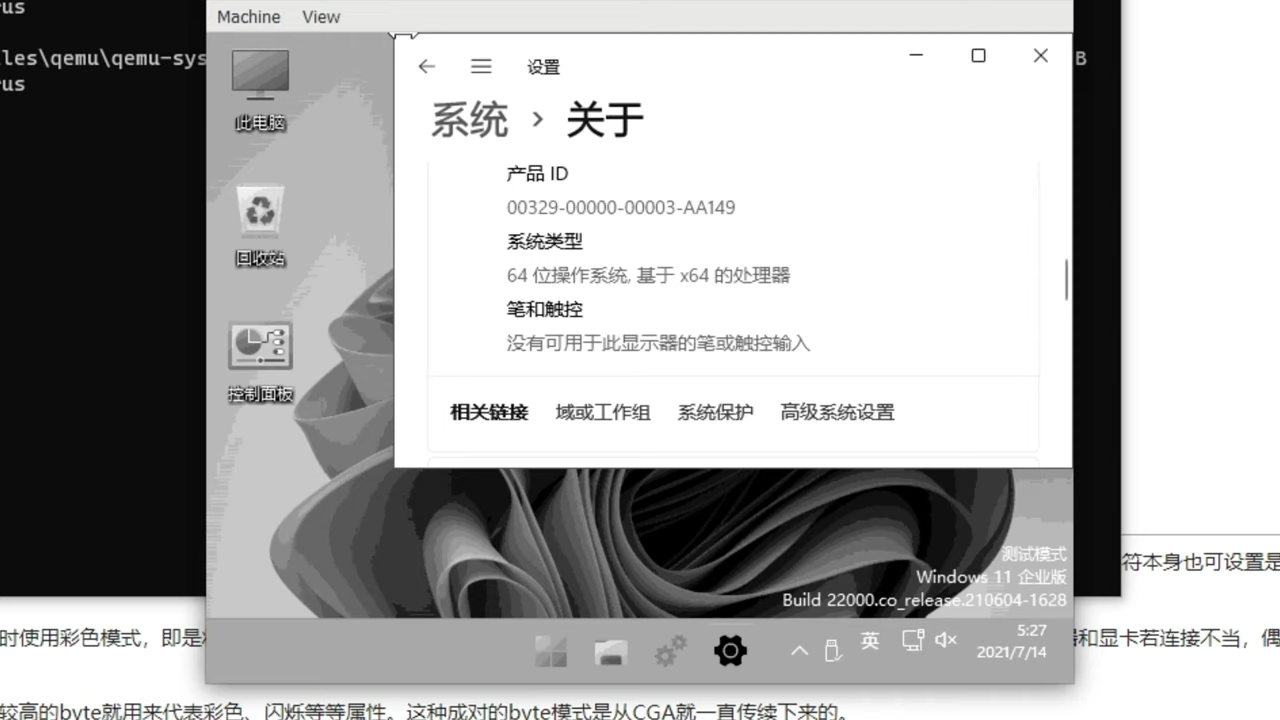 us
Machine View
les\qemu\qemu-sys
B
us
此电脑
回收站
控制面板
设置
系统 › 关于
产品 ID
00329-00000-00003-AA149
系统类型
64 位操作系统, 基于 x64 的处理器
笔和触控
没有可用于此显示器的笔或触控输入
相关链接 域或工作组 系统保护 高级系统设置
测试模式
Windows 11 企业版
Build 22000.co_release.210604-1628
英
5:27
2021/7/14
符本身也可设置是
时使用彩色模式，即是
和显卡若连接不当，偶
较高的byte就用来代表彩色、闪烁等等属性。这种成对的byte模式是从CGA就一直传续下来的。